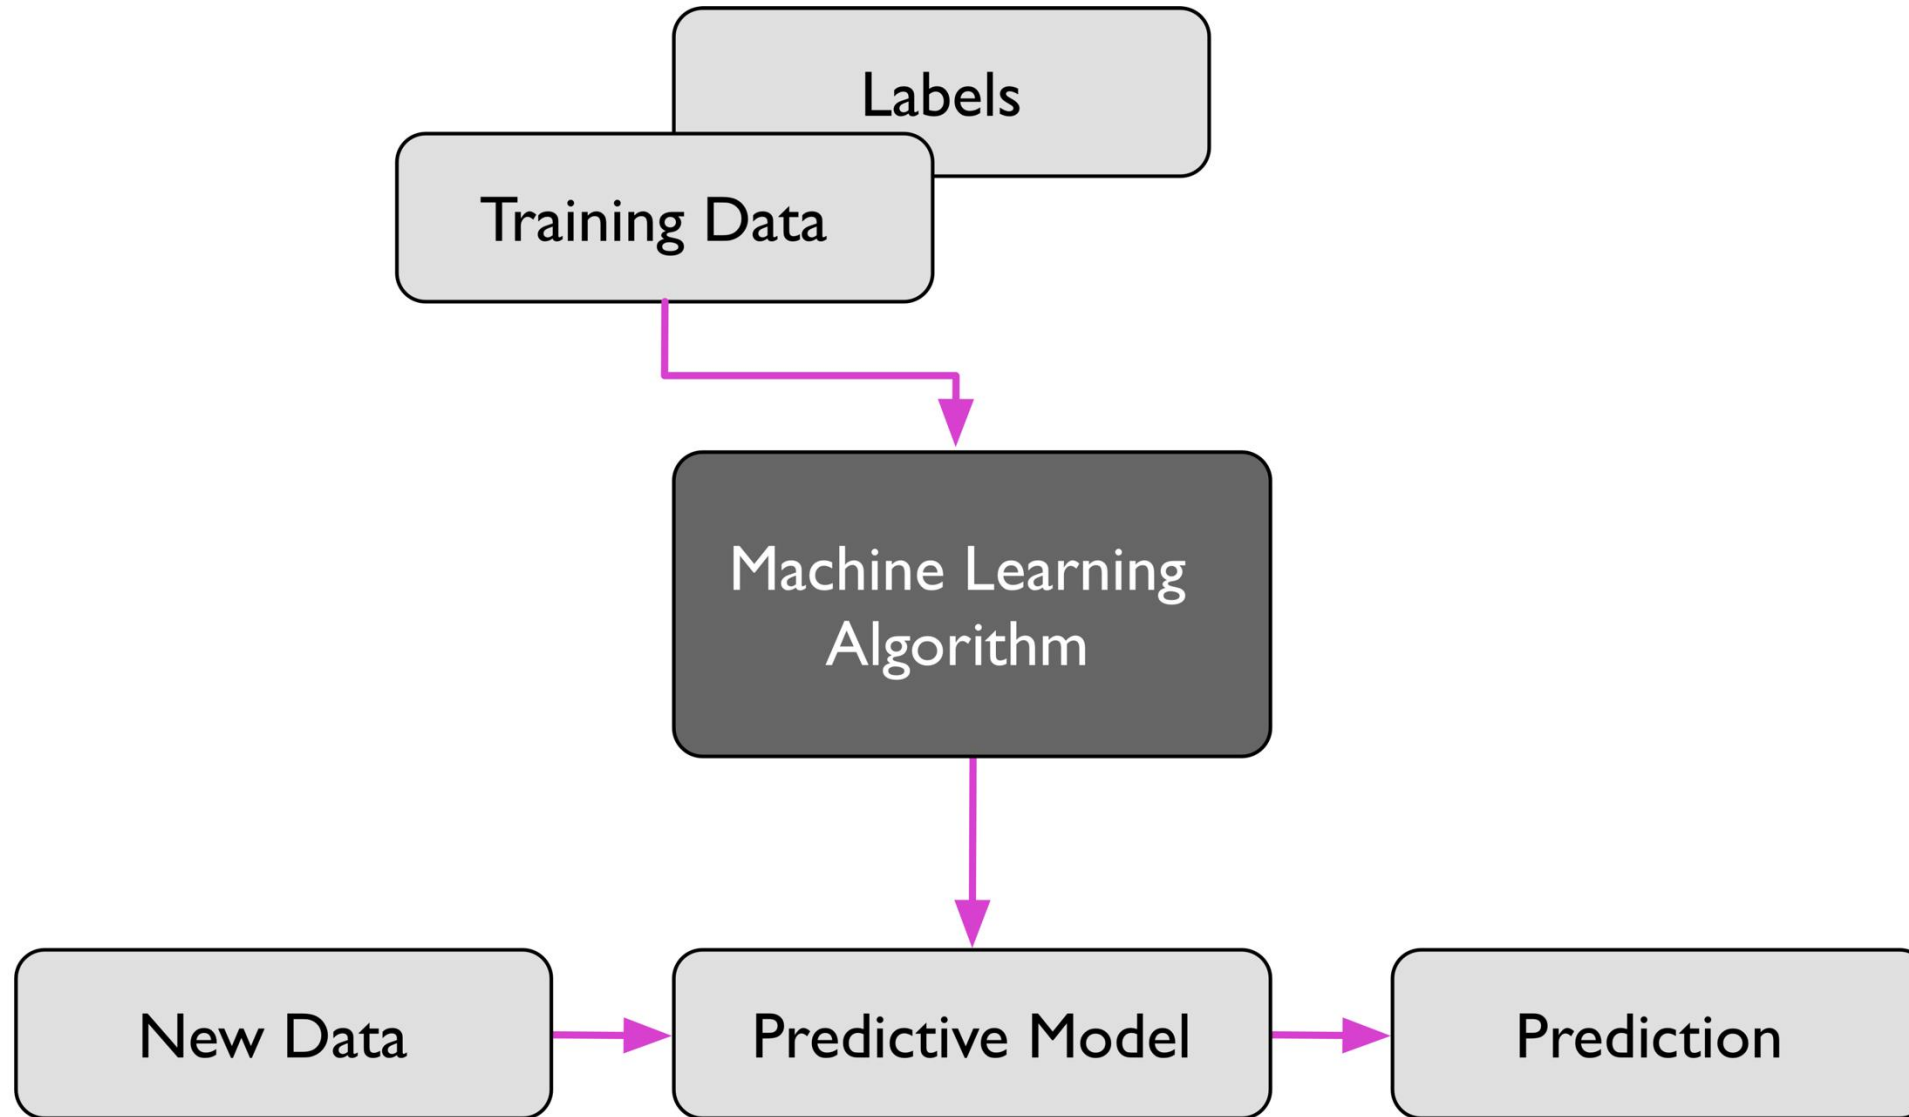 Labels
Training Data
Machine Learning
Algorithm
New Data
Predictive Model
Prediction